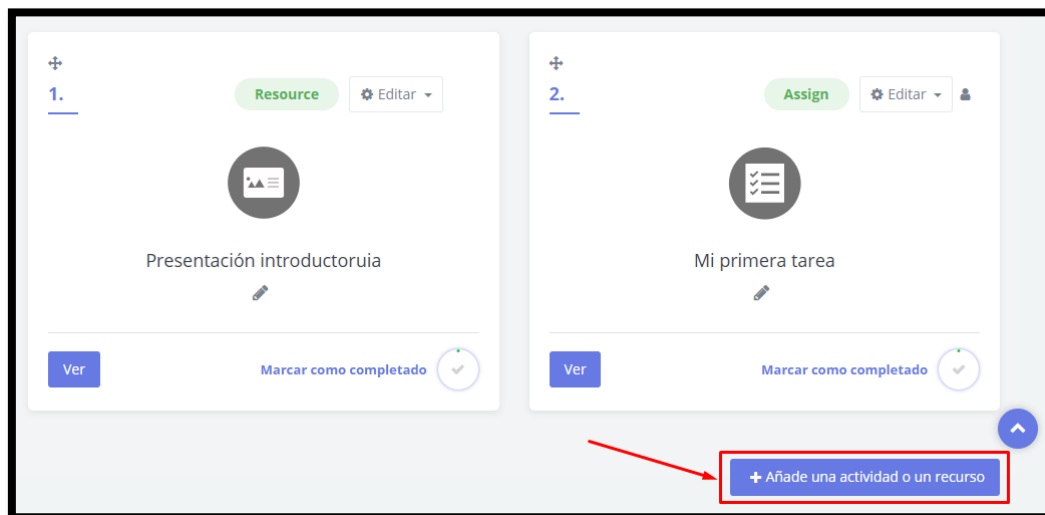 1.
Resource
Editar
Presentación introductoruia
Ver
Marcar como completado
2.
Assign
Editar
Mi primera tarea
Ver
Marcar como completado
+ Añade una actividad o un recurso